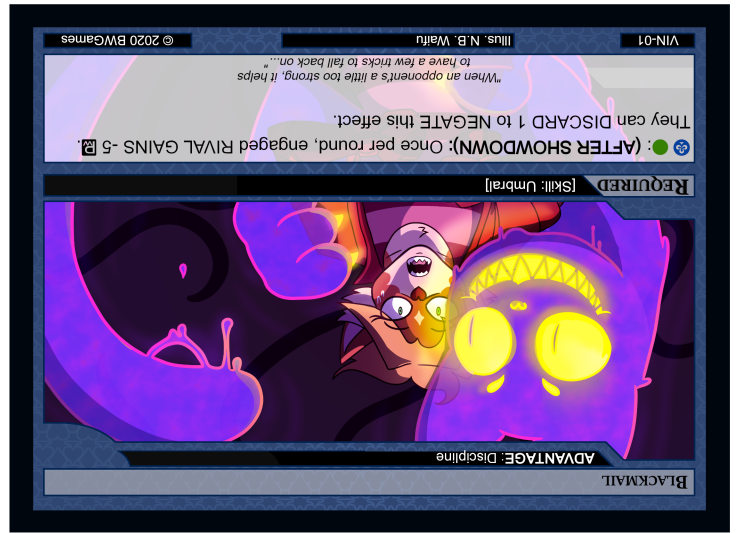 BLACKMAIL
ADVANTAGE: Discipline
REQUIRED [Skill: Umbral]
: (AFTER SHOWDOWN): Once per round, engaged RIVAL GAINS -5
They can DISCARD 1 to NEGATE this effect.
"When an opponent's a little too strong, it helps
to have a few tricks to fall back on..."
VIN-01 Illus. N.B. Waifu © 2020 BWGames